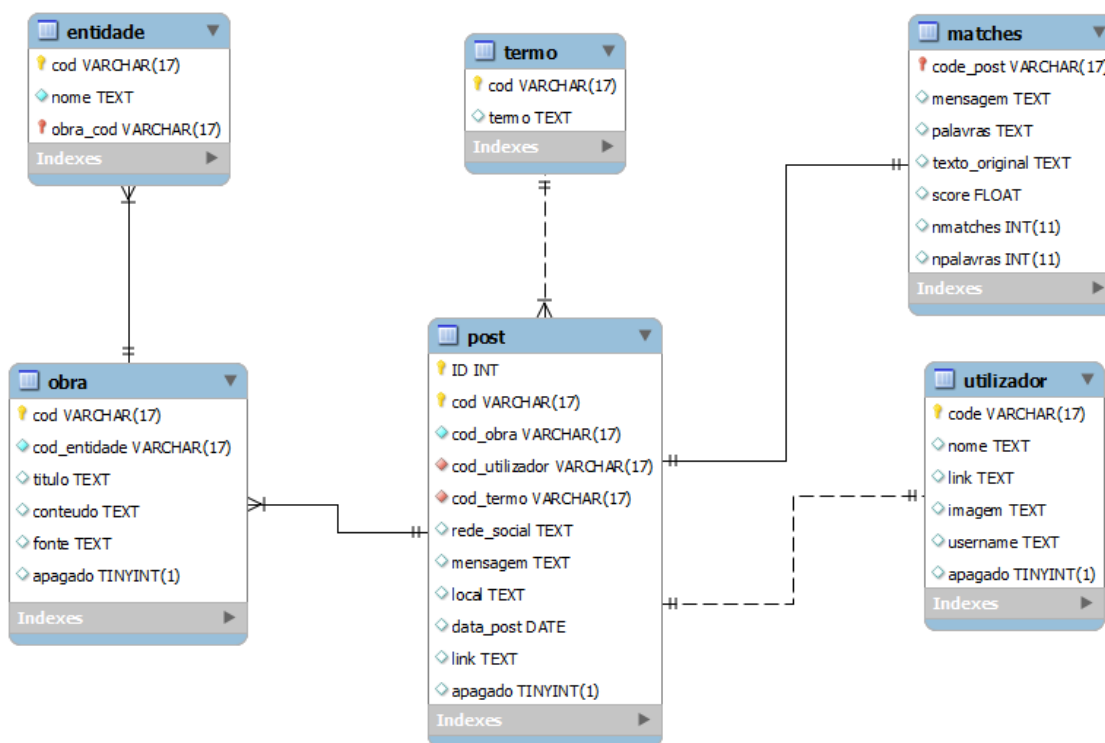 entidade
cod VARCHAR(17)
nome TEXT
obra_cod VARCHAR(17)
Indexes
termo
cod VARCHAR(17)
termo TEXT
Indexes
matches
code_post VARCHAR(17)
mensagem TEXT
palavras TEXT
texto_original TEXT
score FLOAT
nmatches INT(11)
npalavras INT(11)
Indexes
obra
cod VARCHAR(17)
cod_entidade VARCHAR(17)
titulo TEXT
conteudo TEXT
fonte TEXT
apagado TINYINT(1)
Indexes
post
ID INT
cod VARCHAR(17)
cod_obra VARCHAR(17)
cod_utilizador VARCHAR(17)
cod_termo VARCHAR(17)
rede_social TEXT
mensagem TEXT
local TEXT
data_post DATE
link TEXT
apagado TINYINT(1)
Indexes
utilizador
code VARCHAR(17)
nome TEXT
link TEXT
imagem TEXT
username TEXT
apagado TINYINT(1)
Indexes